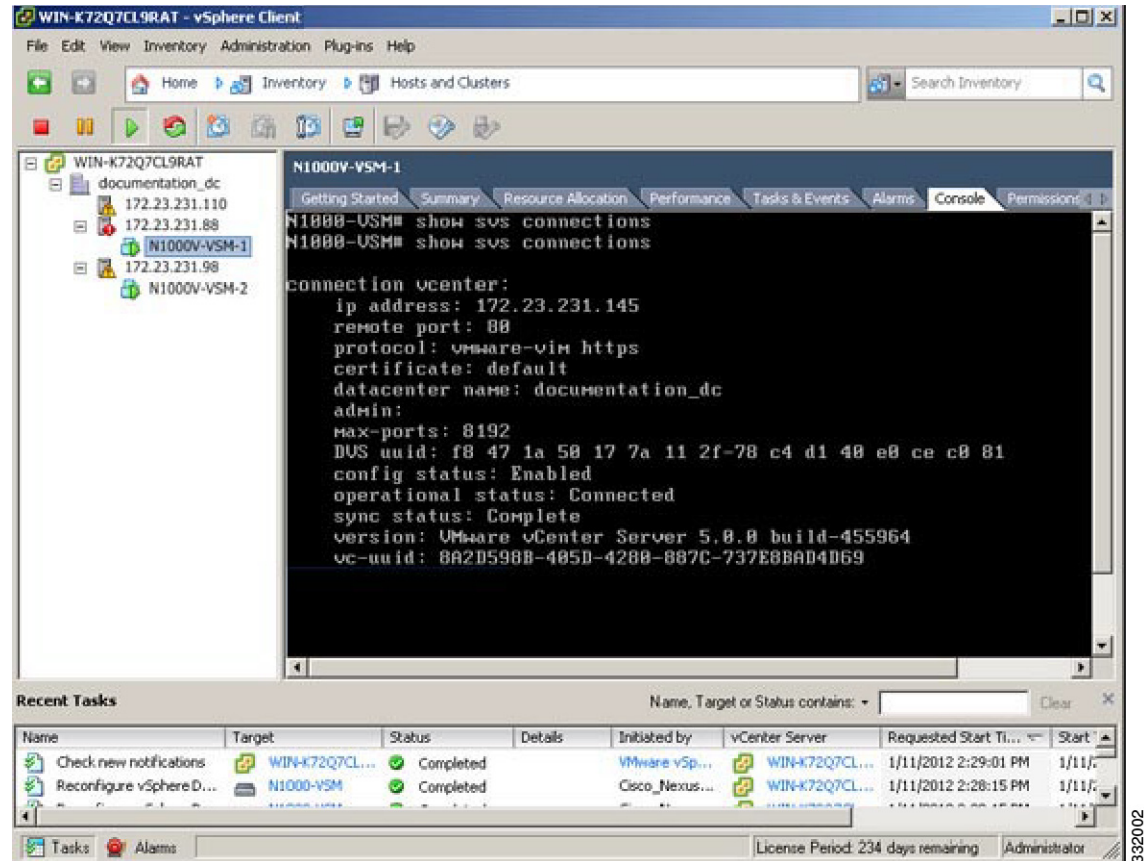 WIN-K72Q7CL9RAT - vSphere Client
File Edit View Inventory Administration Plug-ins Help
Home Inventory Hosts and Clusters
Search Inventory
WIN-K72Q7CL9RAT
documentation_dc
172.23.231.110
172.23.231.88
N1000V-VSM-1
172.23.231.98
N1000V-VSM-2
N1000V-VSM-1
Getting Started Summary Resource Allocation Performance Tasks & Events Alarms Console Permissions
N1000-VSM# show svs connections
N1000-VSM# show svs connections
connection vcenter:
ip address: 172.23.231.145
remote port: 80
protocol: vmware-vim https
certificate: default
datacenter name: documentation_dc
admin:
max-ports: 8192
DVS uuid: f8 47 1a 50 17 7a 11 2f-78 c4 d1 40 e0 ce c0 81
config status: Enabled
operational status: Connected
sync status: Complete
version: VMware vCenter Server 5.0.0 build-455964
vc-uuid: 8A2D598B-405D-4280-887C-737E8BAD4D69
Recent Tasks
Name, Target or Status contains:
Clear
Name Target Status Details Initiated by vCenter Server Requested Start Ti... Start
Check new notifications WIN-K72Q7CL... Completed VMware vSp... WIN-K72Q7CL... 1/11/2012 2:29:01 PM 1/11/
Reconfigure vSphere D... N1000-VSM Completed Cisco_Nexus... WIN-K72Q7CL... 1/11/2012 2:28:15 PM 1/11/
Tasks Alarms
License Period: 234 days remaining Administrator
332002